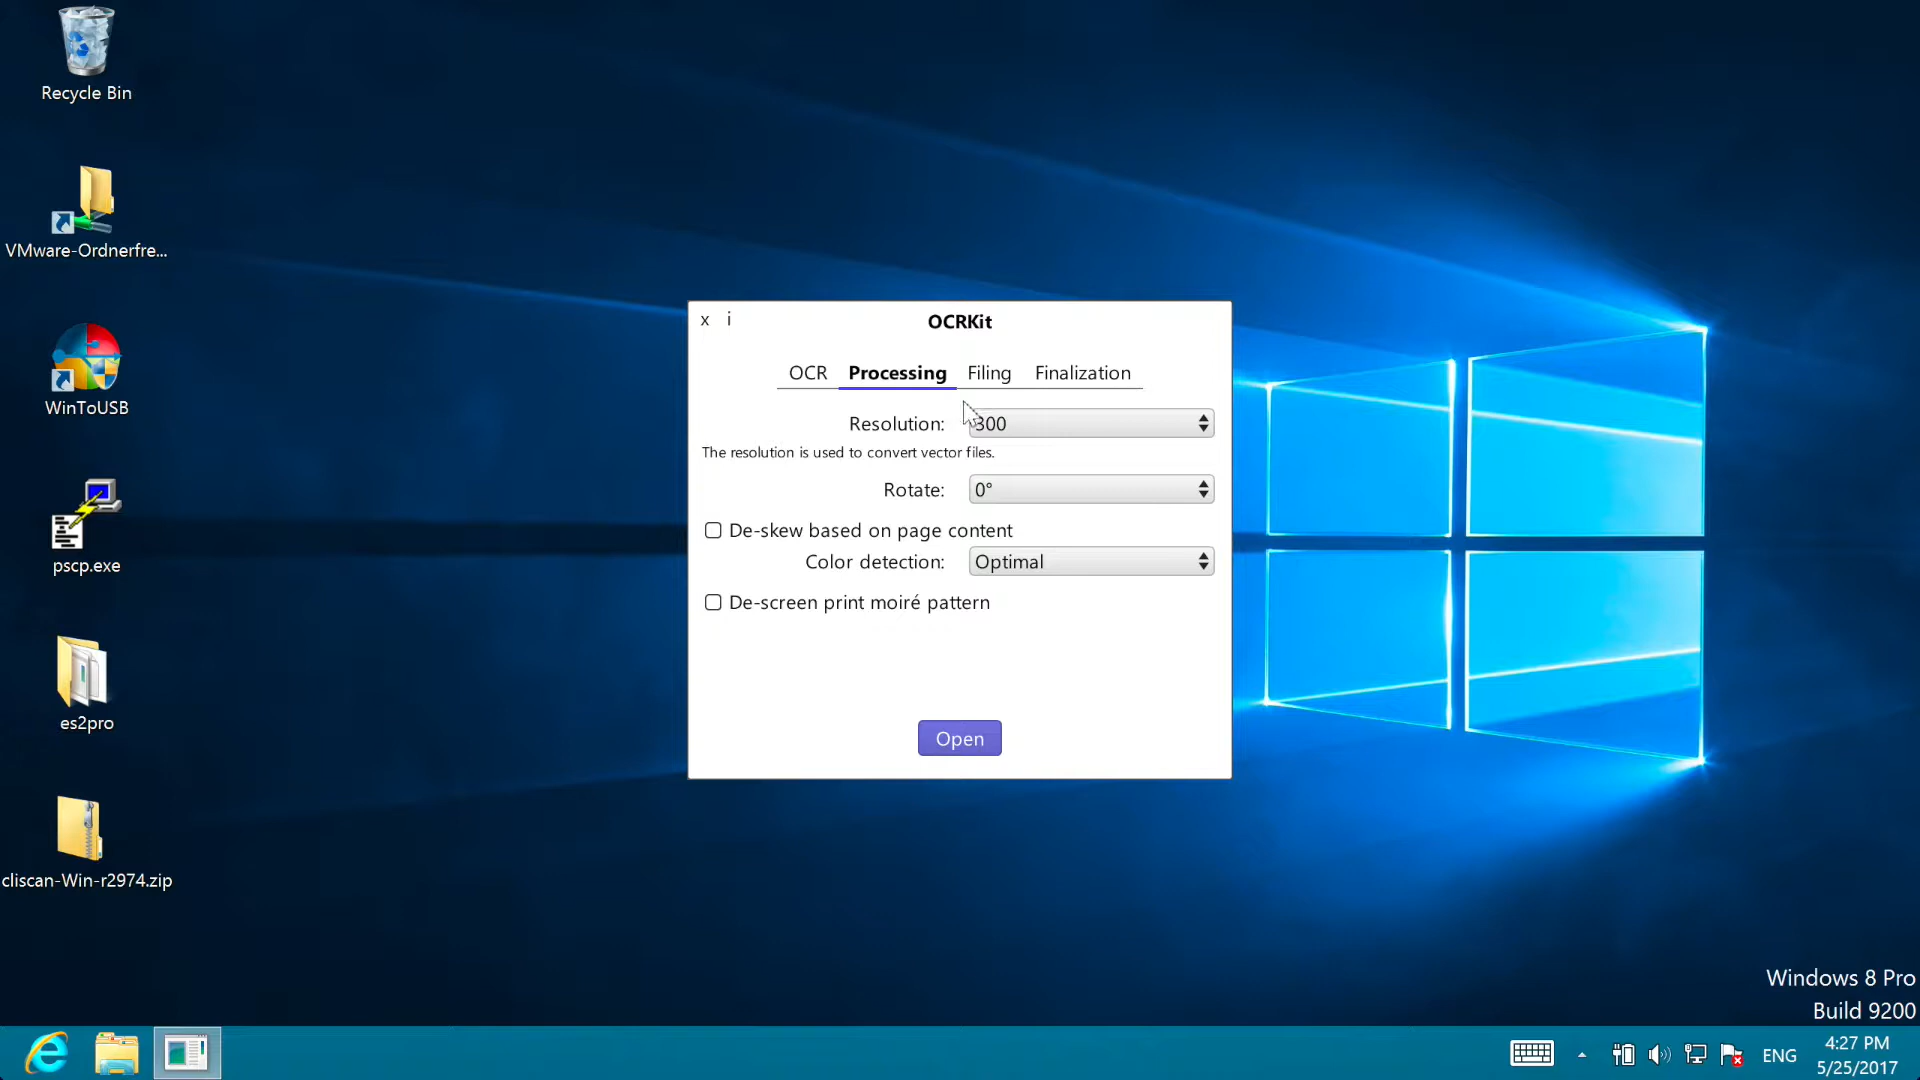 Recycle Bin
VMware-Ordnerfre...
WinToUSB
pscp.exe
es2pro
cliscan-Win-r2974.zip
x i OCRKit
OCR Processing Filing Finalization
Resolution: 300
The resolution is used to convert vector files.
Rotate: 0°
De-skew based on page content
Color detection: Optimal
De-screen print moiré pattern
Open
Windows 8 Pro
Build 9200
ENG
4:27 PM
5/25/2017